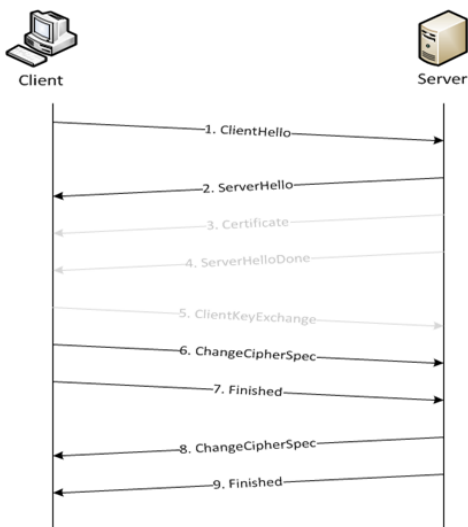 Client
Server
1. ClientHello
2. ServerHello
3. Certificate
4. ServerHelloDone
5. ClientKeyExchange
6. ChangeCipherSpec
7. Finished
8. ChangeCipherSpec
9. Finished